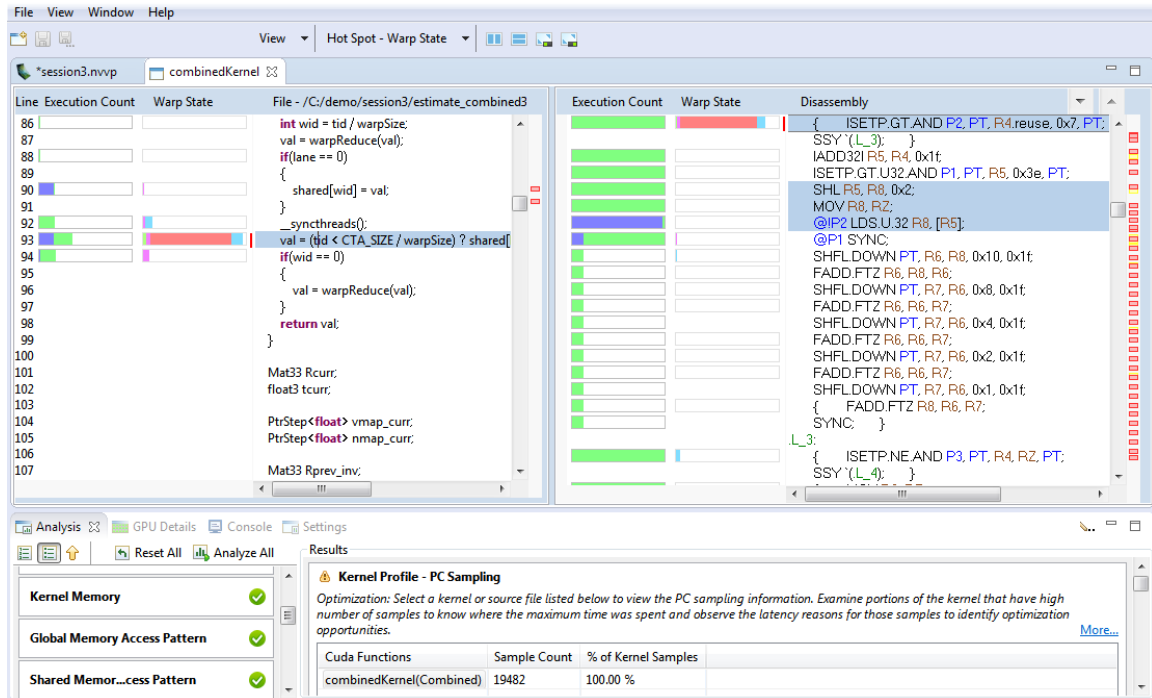 File View Window Help
View Hot Spot - Warp State
*session3.nvvp combinedKernel
Line Execution Count Warp State File - /C:/demo/session3/estimate_combined3
86 int wid = tid / warpSize;
87 val = warpReduce(val);
88 if(lane == 0)
89 {
90 shared[wid] = val;
91 }
92 __syncthreads();
93 val = (tid < CTA_SIZE / warpSize) ? shared[
94 if(wid == 0)
95 {
96 val = warpReduce(val);
97 }
98 return val;
99 }
100
101 Mat33 Rcurr;
102 float3 tcurr;
103
104 PtrStep<float> vmap_curr;
105 PtrStep<float> nmap_curr;
106
107 Mat33 Rprev_inv;
Execution Count Warp State Disassembly
{ ISETP.GT.AND P2, PT, R4.reuse, 0x7, PT;
SSY `(.L_3); }
IADD32I R5, R4, 0x1f;
ISETP.GT.U32.AND P1, PT, R5, 0x3e, PT;
SHL R5, R8, 0x2;
MOV R8, RZ;
@!P2 LDS.U.32 R8, [R5];
@P1 SYNC;
SHFL.DOWN PT, R6, R8, 0x10, 0x1f;
FADD.FTZ R8, R8, R6;
SHFL.DOWN PT, R7, R6, 0x8, 0x1f;
FADD.FTZ R6, R6, R7;
SHFL.DOWN PT, R7, R6, 0x4, 0x1f;
FADD.FTZ R6, R6, R7;
SHFL.DOWN PT, R7, R6, 0x2, 0x1f;
FADD.FTZ R6, R6, R7;
SHFL.DOWN PT, R7, R6, 0x1, 0x1f;
{ FADD.FTZ R8, R6, R7;
SYNC; }
.L_3:
{ ISETP.NE.AND P3, PT, R4, RZ, PT;
SSY `(.L_4); }
Analysis GPU Details Console Settings
Reset All Analyze All
Kernel Memory
Global Memory Access Pattern
Shared Memor...cess Pattern
Results
Kernel Profile - PC Sampling
Optimization: Select a kernel or source file listed below to view the PC sampling information. Examine portions of the kernel that have high
number of samples to know where the maximum time was spent and observe the latency reasons for those samples to identify optimization
opportunities.
More...
Cuda Functions Sample Count % of Kernel Samples
combinedKernel(Combined) 19482 100.00 %